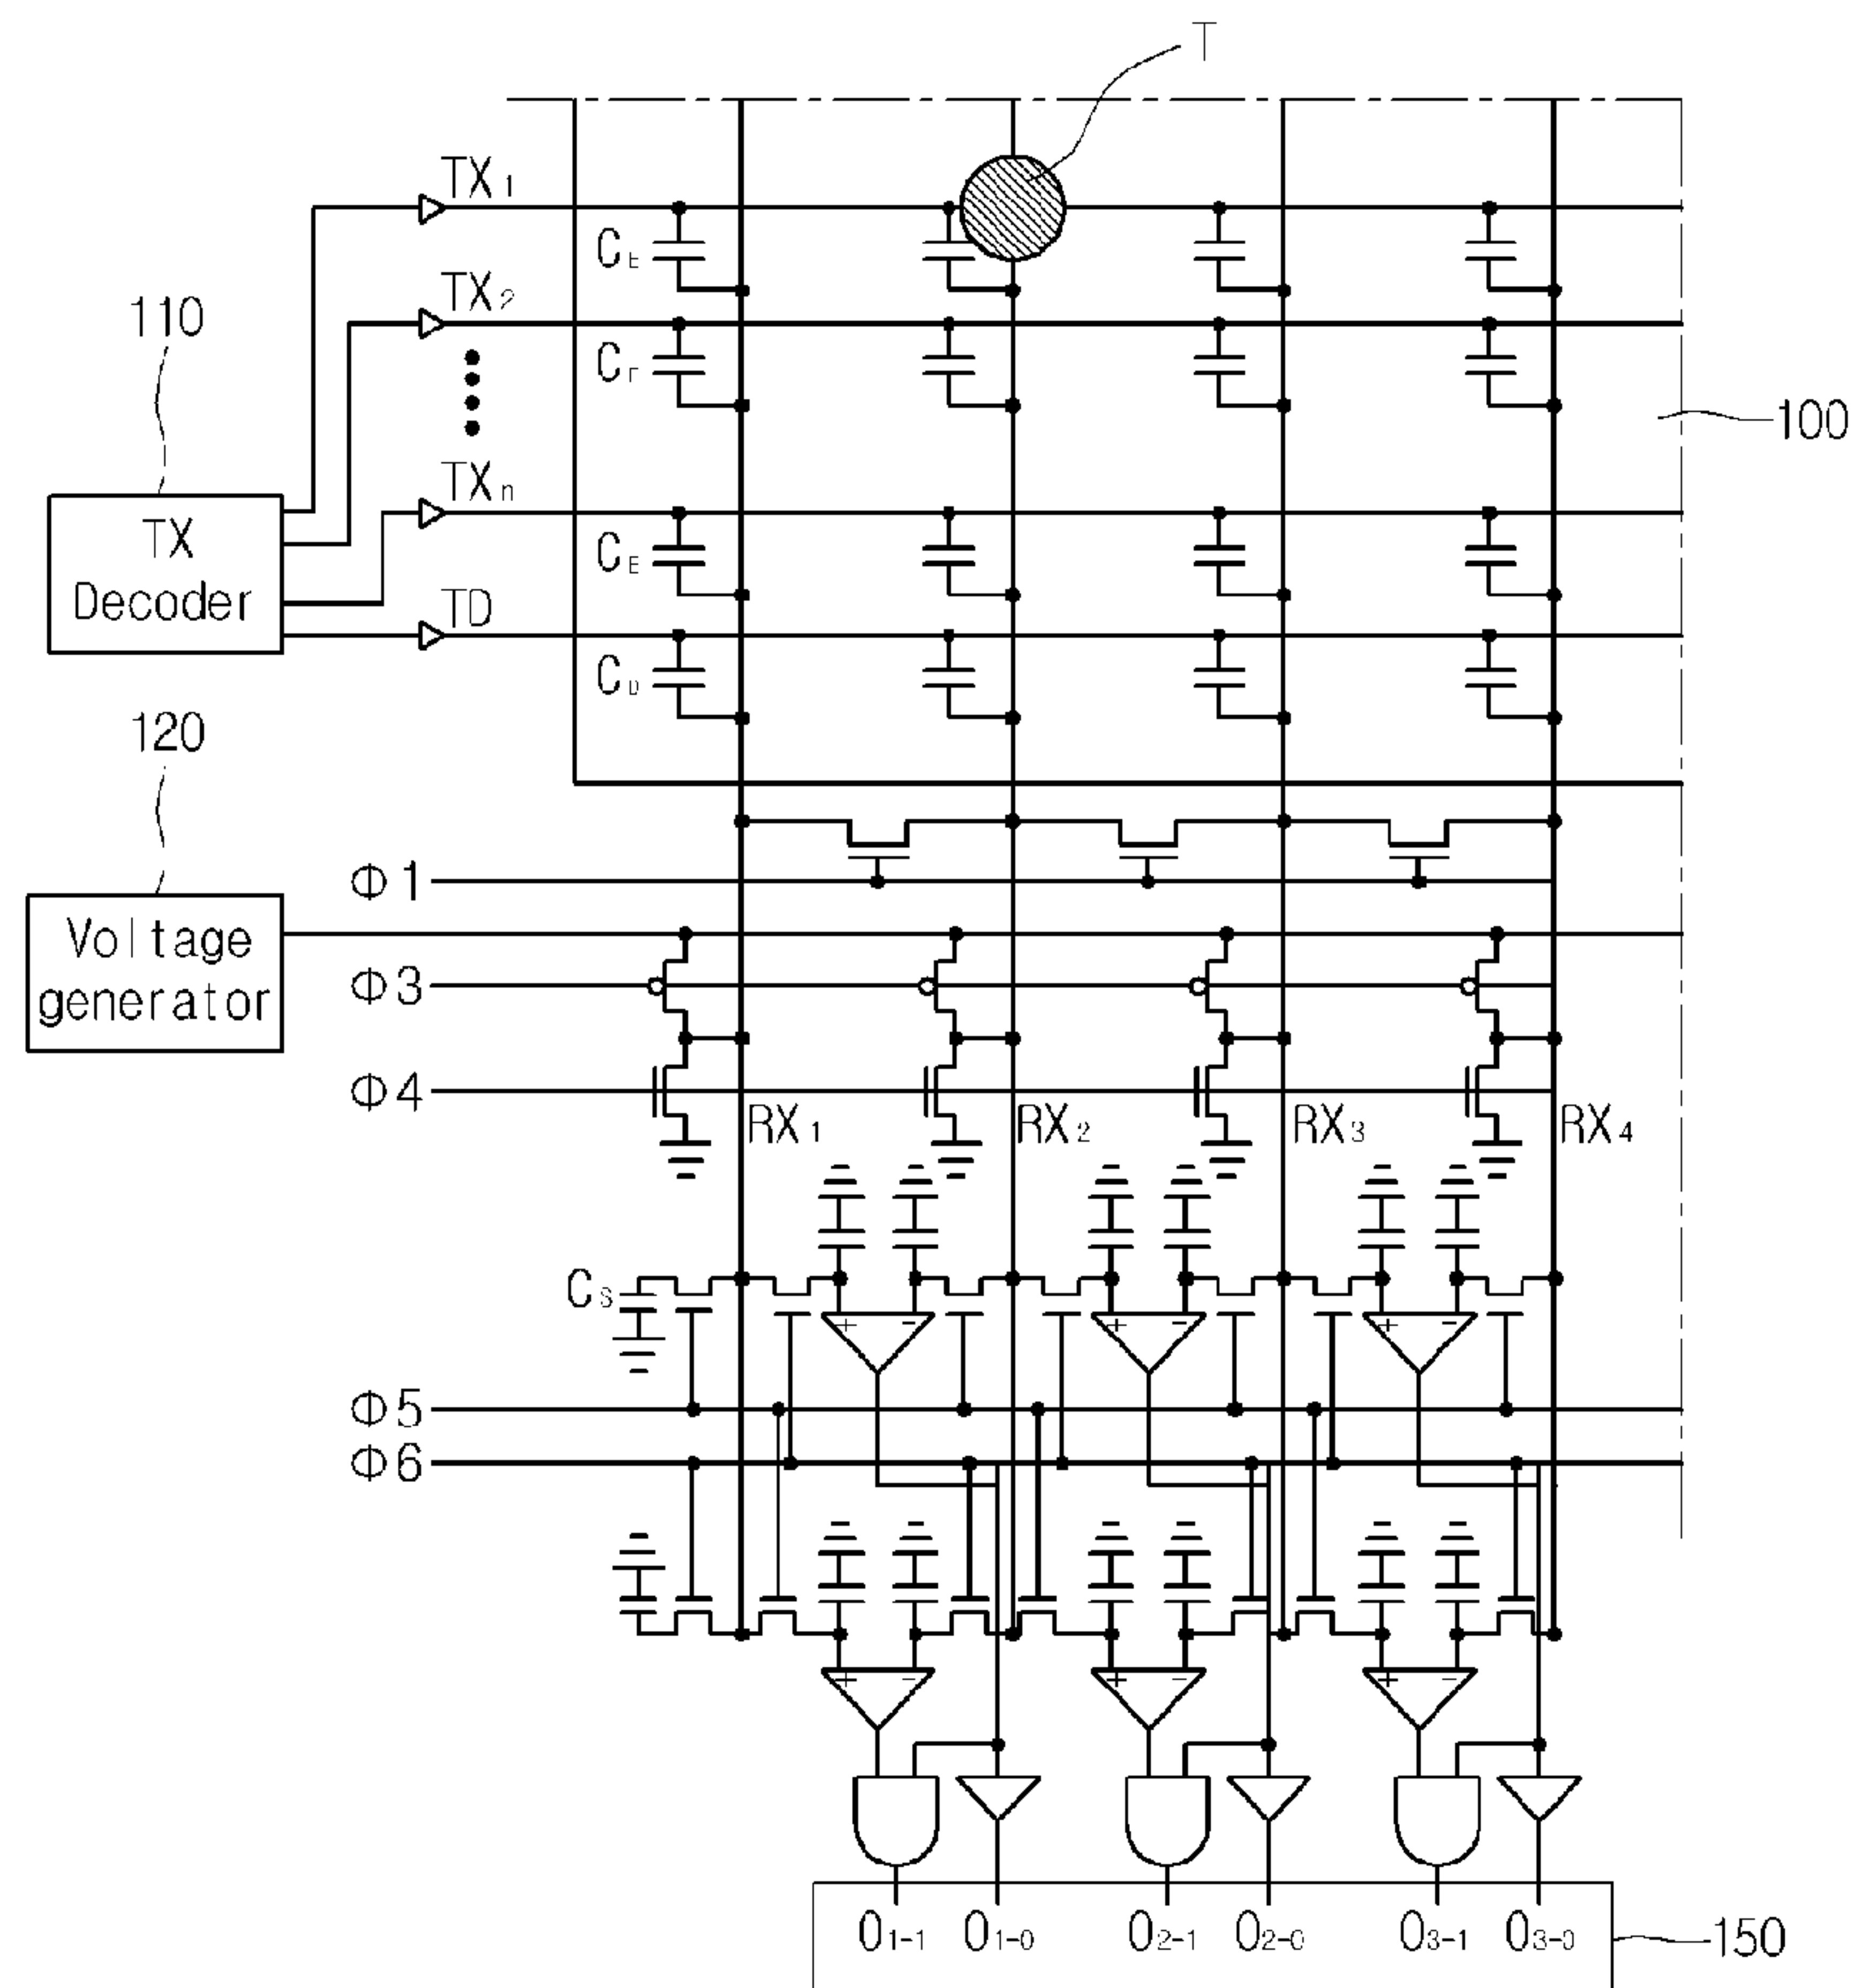 T
TX1
CE
TX2
110
CF
100
TXn
TX
Decoder
CE
TD
CD
120
Φ1
Voltage
generator
Φ3
Φ4
RX1
RX2
RX3
RX4
CS
+ -
+ -
+ -
Φ5
Φ6
+ -
+ -
+ -
O1-1 O1-0 O2-1 O2-0 O3-1 O3-0
150